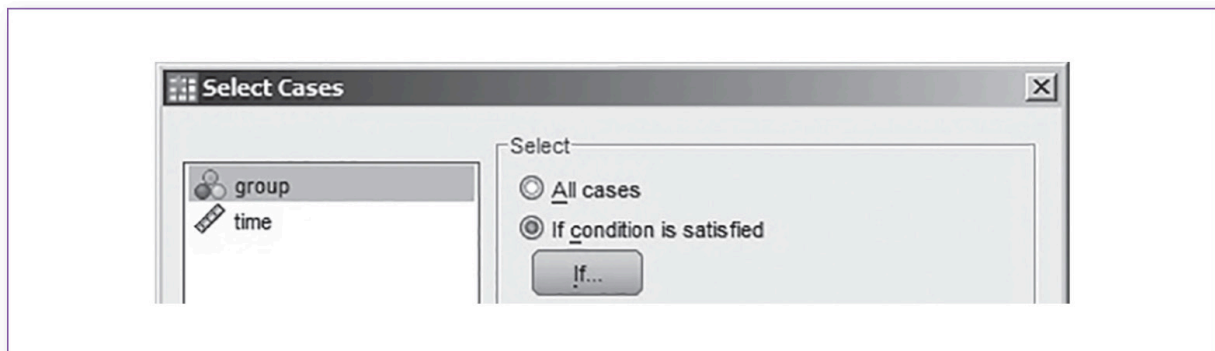 Select Cases
Select
group
time
All cases
If condition is satisfied
If...